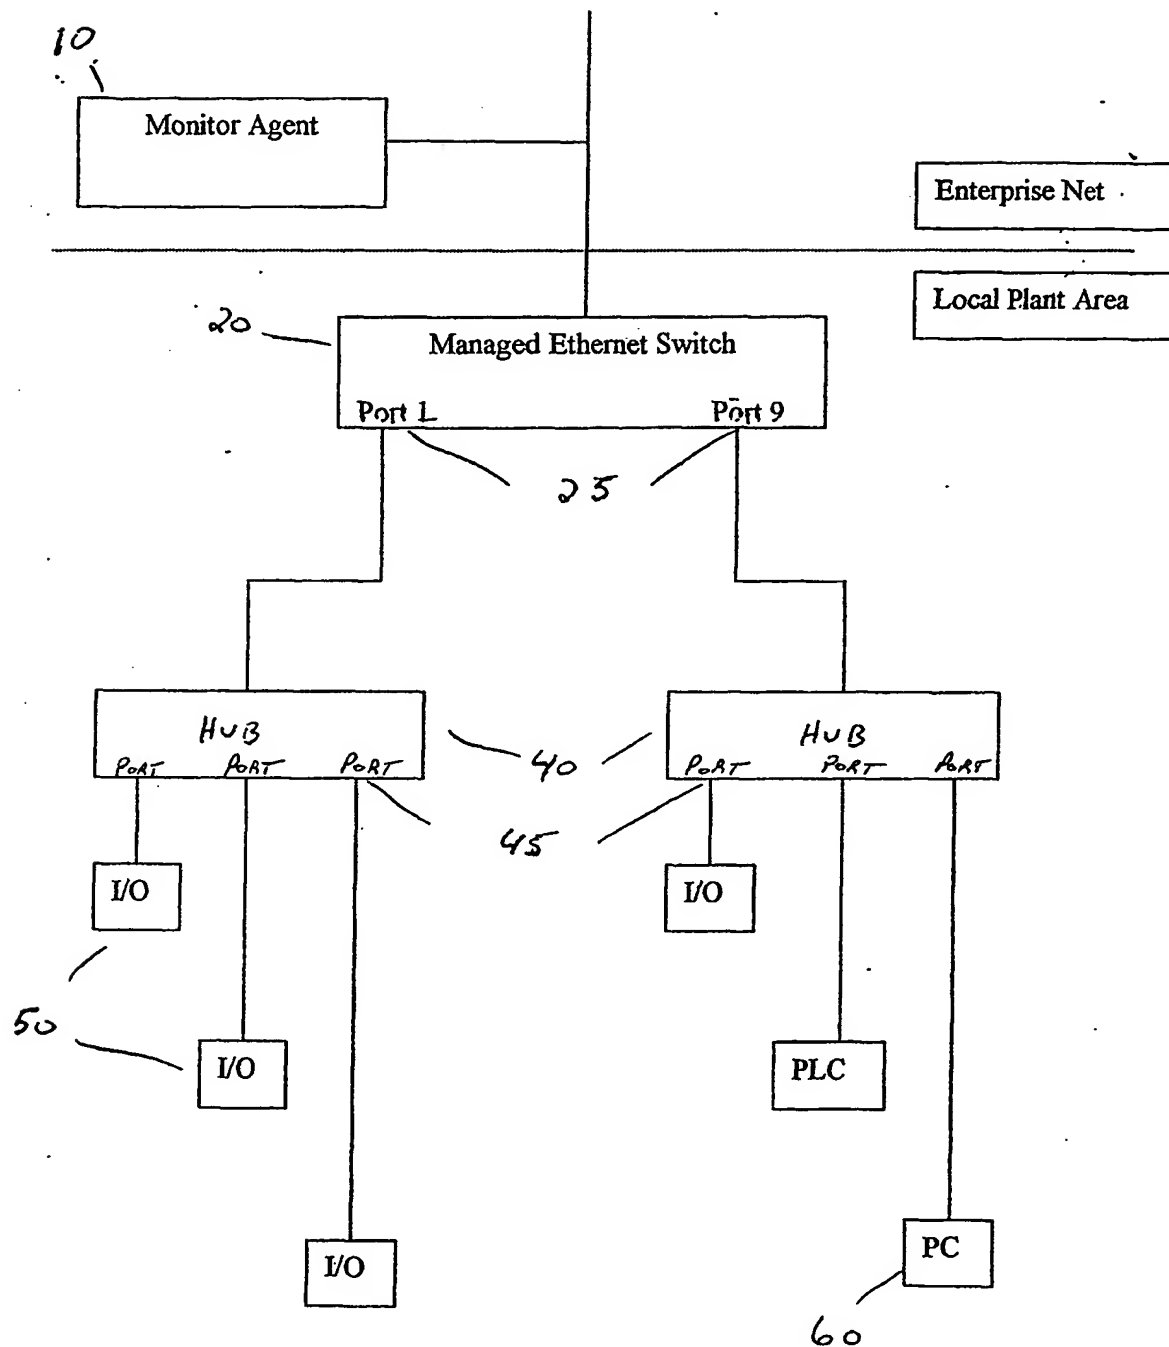 10
Monitor Agent
Enterprise Net
Local Plant Area
20
Managed Ethernet Switch
Port 1
Port 9
25
HUB
PORT PORT PORT
40
HUB
PORT PORT PORT
45
I/O
I/O
50
I/O
PLC
I/O
PC
60